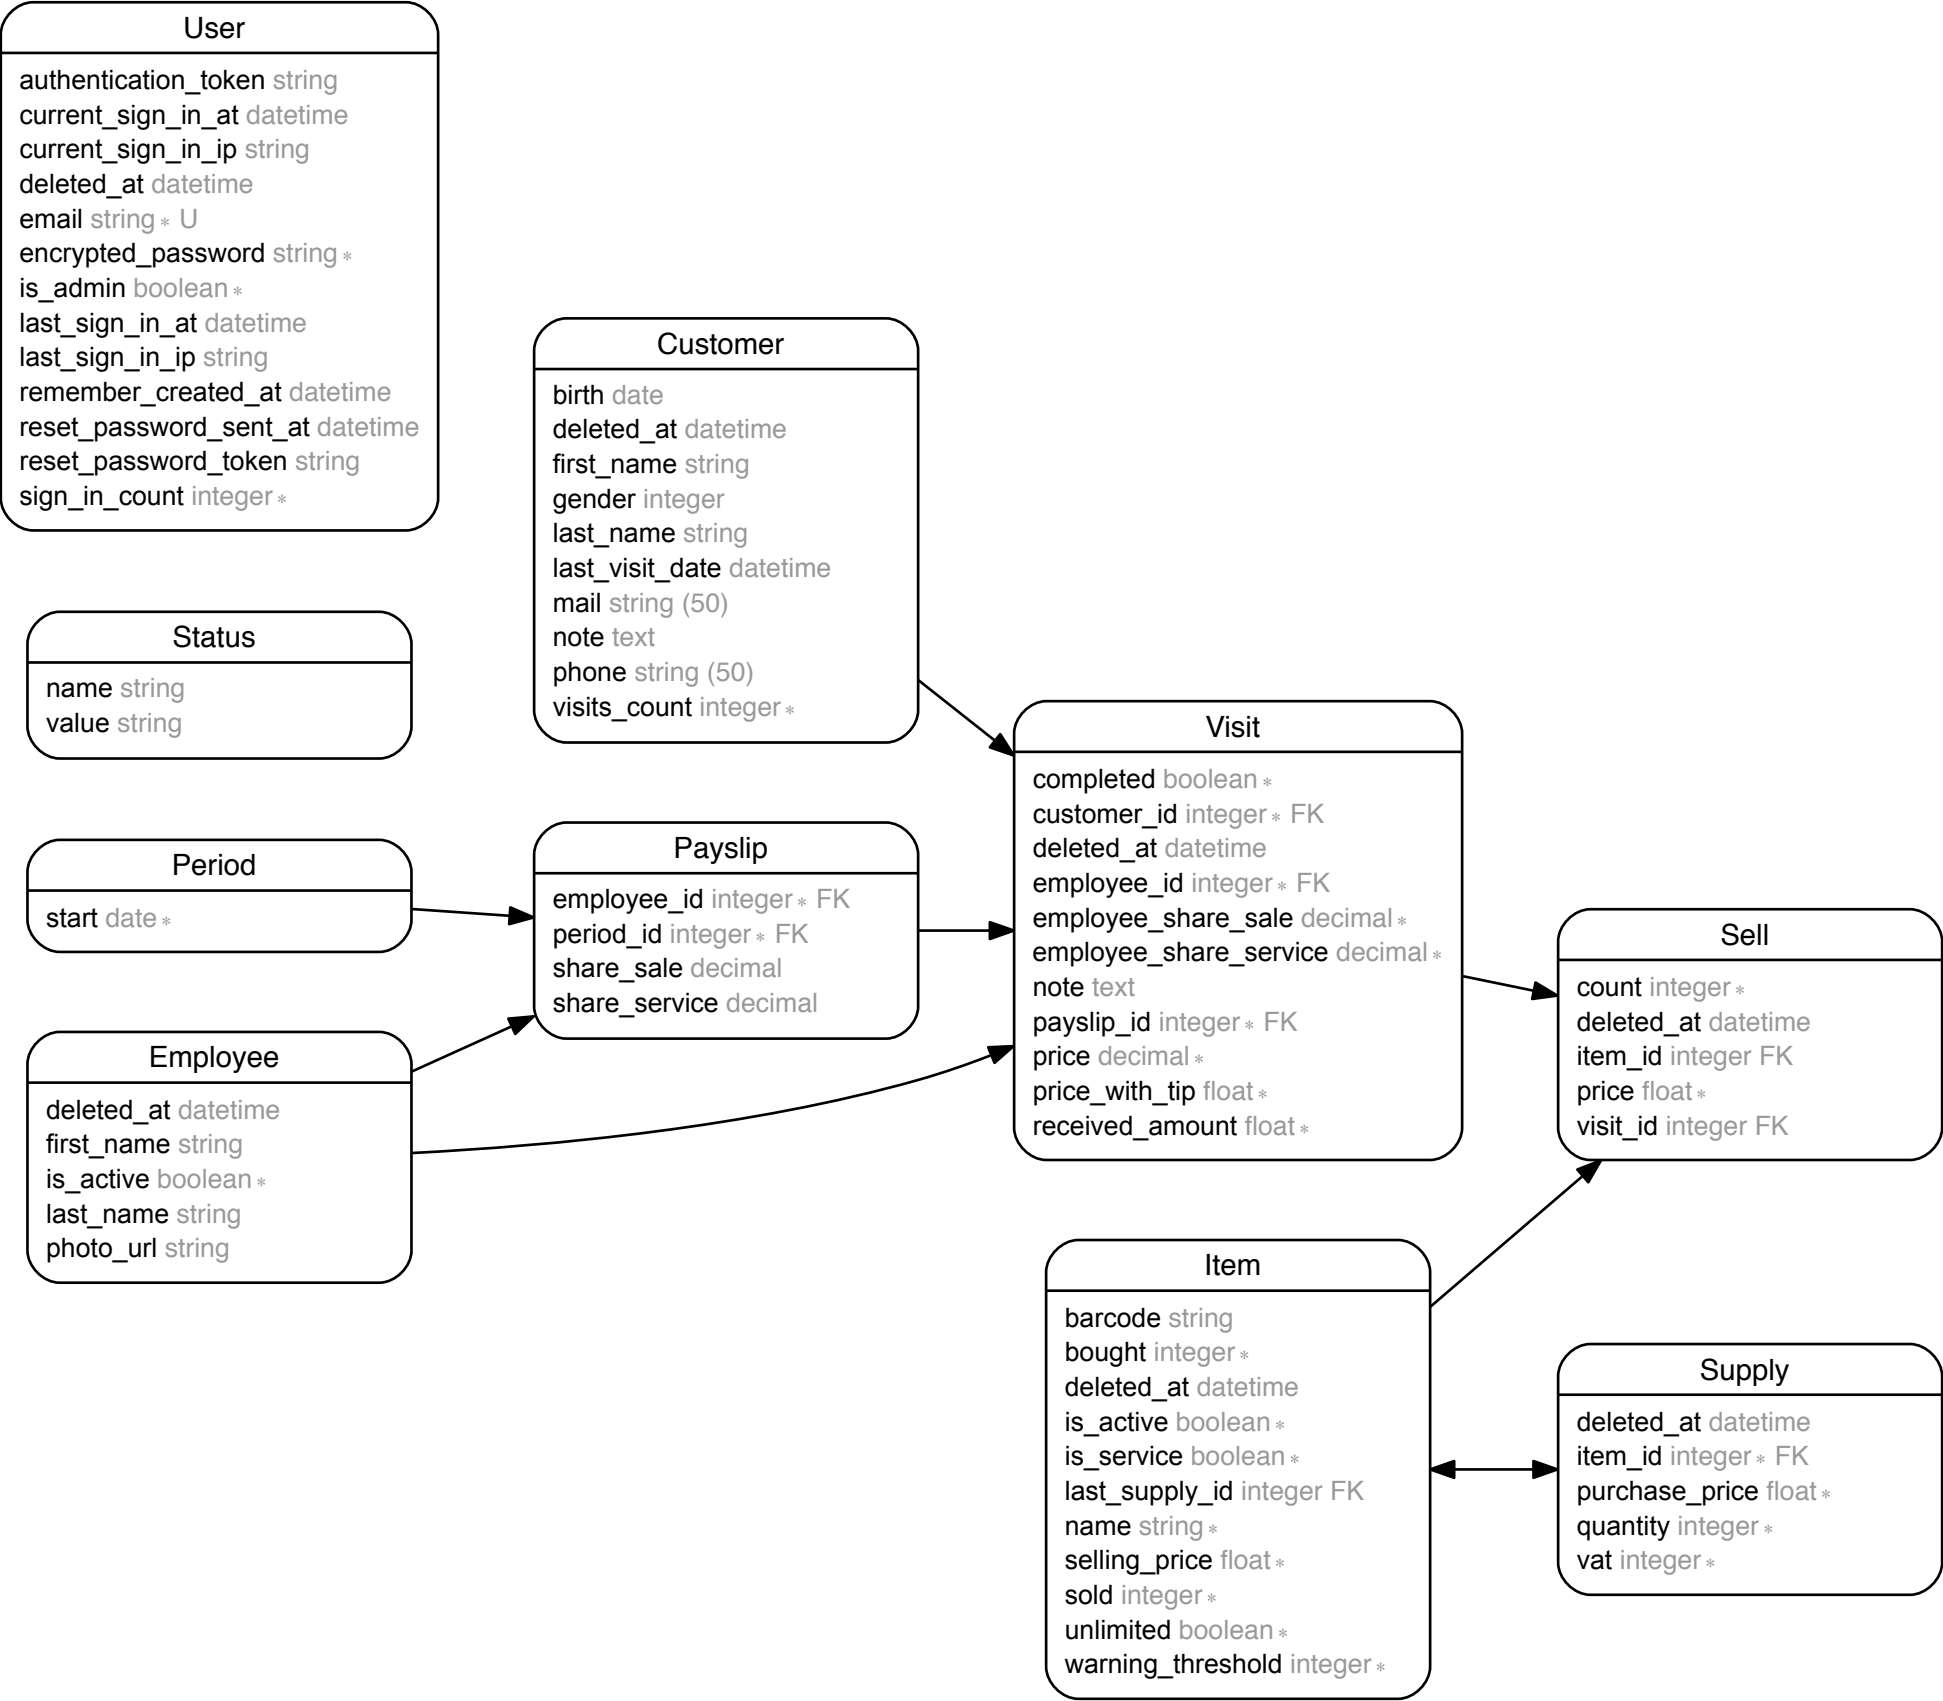 User
authentication_token string
current_sign_in_at datetime
current_sign_in_ip string
deleted_at datetime
email string * U
encrypted_password string *
is_admin boolean *
last_sign_in_at datetime
last_sign_in_ip string
remember_created_at datetime
reset_password_sent_at datetime
reset_password_token string
sign_in_count integer *
Status
name string
value string
Period
start date *
Employee
deleted_at datetime
first_name string
is_active boolean *
last_name string
photo_url string
Customer
birth date
deleted_at datetime
first_name string
gender integer
last_name string
last_visit_date datetime
mail string (50)
note text
phone string (50)
visits_count integer *
Payslip
employee_id integer * FK
period_id integer * FK
share_sale decimal
share_service decimal
Visit
completed boolean *
customer_id integer * FK
deleted_at datetime
employee_id integer * FK
employee_share_sale decimal *
employee_share_service decimal *
note text
payslip_id integer * FK
price decimal *
price_with_tip float *
received_amount float *
Item
barcode string
bought integer *
deleted_at datetime
is_active boolean *
is_service boolean *
last_supply_id integer FK
name string *
selling_price float *
sold integer *
unlimited boolean *
warning_threshold integer *
Sell
count integer *
deleted_at datetime
item_id integer FK
price float *
visit_id integer FK
Supply
deleted_at datetime
item_id integer * FK
purchase_price float *
quantity integer *
vat integer *